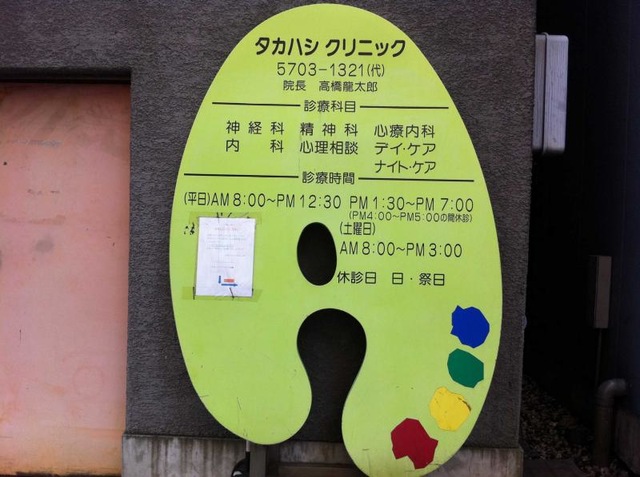 タカハシ クリニック
5703-1321(代)
院長 高橋龍太郎
診療科目
神経科 精神科 心療内科
内科 心理相談 デイ・ケア
ナイト・ケア
診療時間
(平日)AM 8:00〜PM 12:30 PM 1:30〜PM 7:00
(PM4:00〜PM5:00の間休診)
(土曜日)
AM 8:00〜PM 3:00
休診日 日・祭日